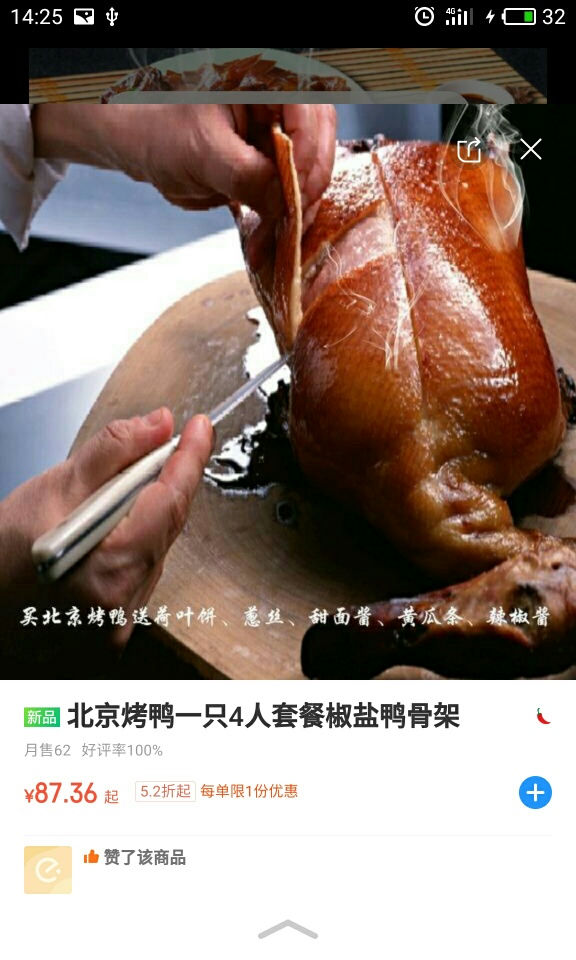 14:25
4G
32
买北京烤鸭送荷叶饼、葱丝、甜面酱、黄瓜条、辣椒酱
新品 北京烤鸭一只4人套餐椒盐鸭骨架
月售62 好评率100%
¥87.36 起 5.2折起 每单限1份优惠
赞了该商品